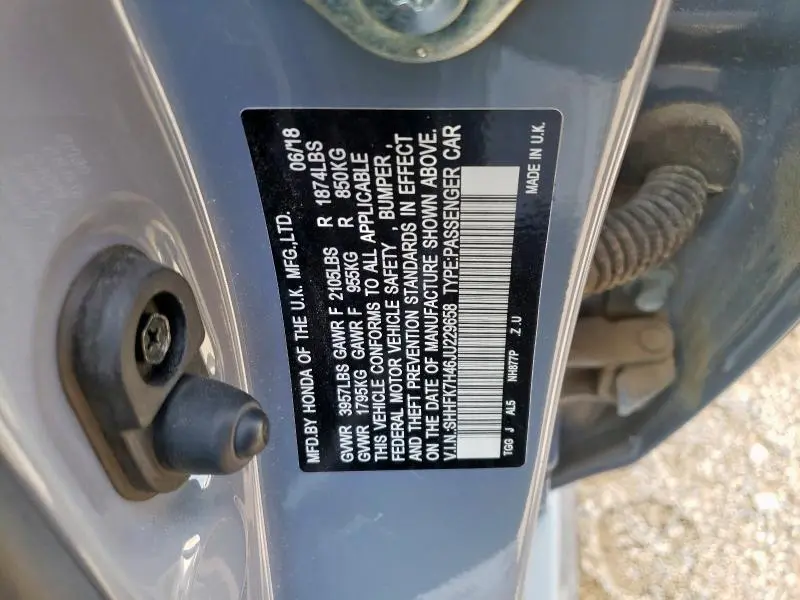 MFD.BY HONDA OF THE U.K. MFG.,LTD. 06/18
GVWR 3957LBS GAWR F 2105LBS R 1874LBS
GVWR 1795KG GAWR F 955KG R 850KG
THIS VEHICLE CONFORMS TO ALL APPLICABLE
FEDERAL MOTOR VEHICLE SAFETY , BUMPER ,
AND THEFT PREVENTION STANDARDS IN EFFECT
ON THE DATE OF MANUFACTURE SHOWN ABOVE.
V.I.N.:SHHFK7H46JU229658 TYPE:PASSENGER CAR
TGG J AL5 NH877P .Z.U MADE IN U.K.